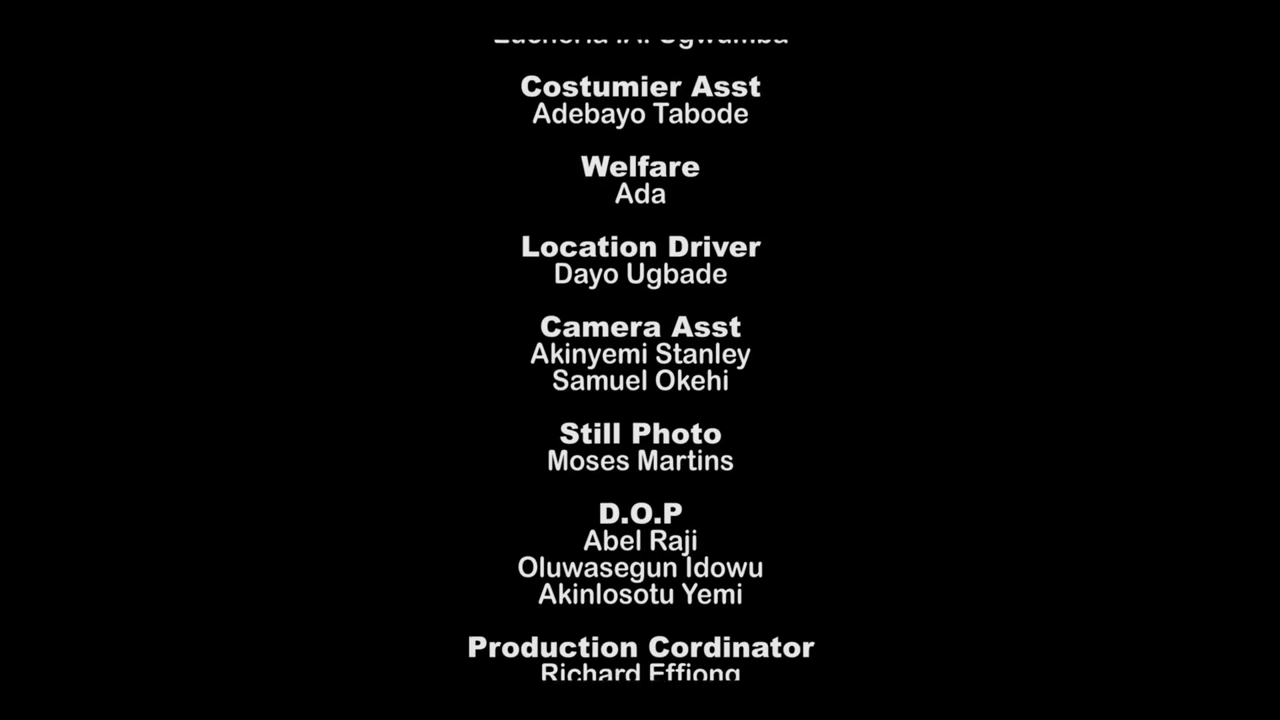 Costumier Asst
Adebayo Tabode
Welfare
Ada
Location Driver
Dayo Ugbade
Camera Asst
Akinyemi Stanley
Samuel Okehi
Still Photo
Moses Martins
D.O.P
Abel Raji
Oluwasegun Idowu
Akinlosotu Yemi
Production Cordinator
Richard Effiong